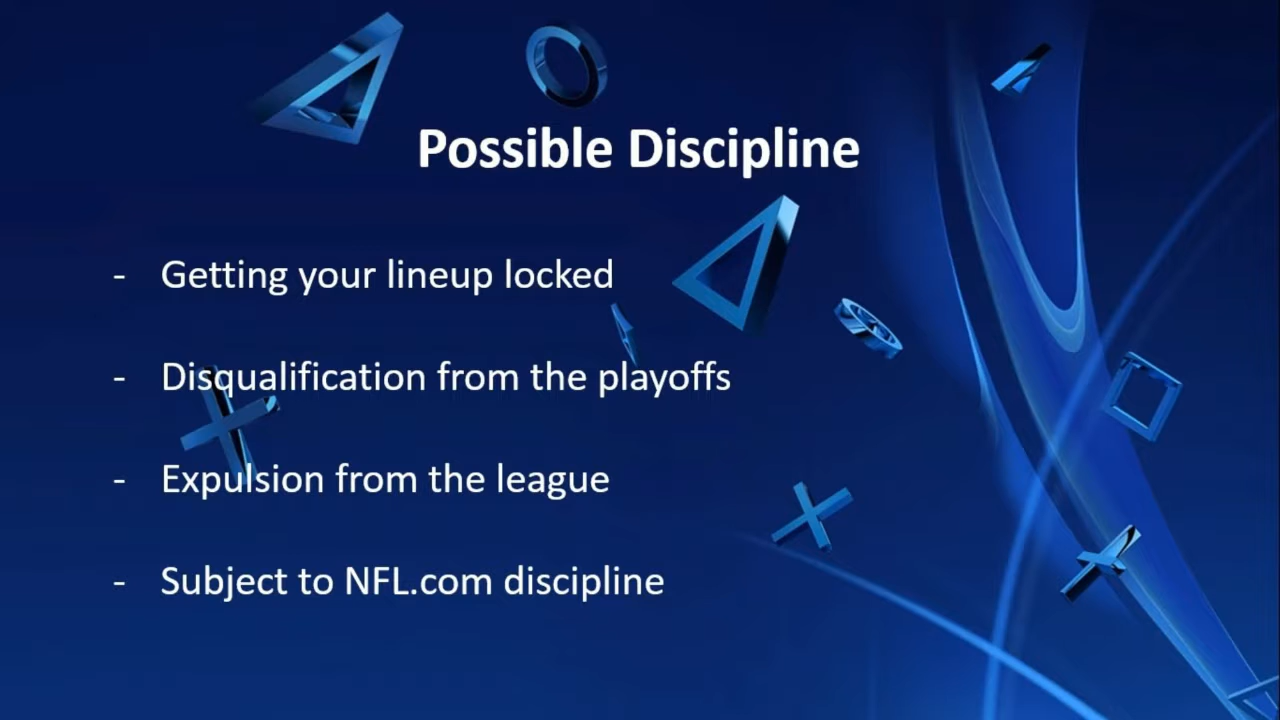 Possible Discipline
- Getting your lineup locked
- Disqualification from the playoffs
- Expulsion from the league
- Subject to NFL.com discipline